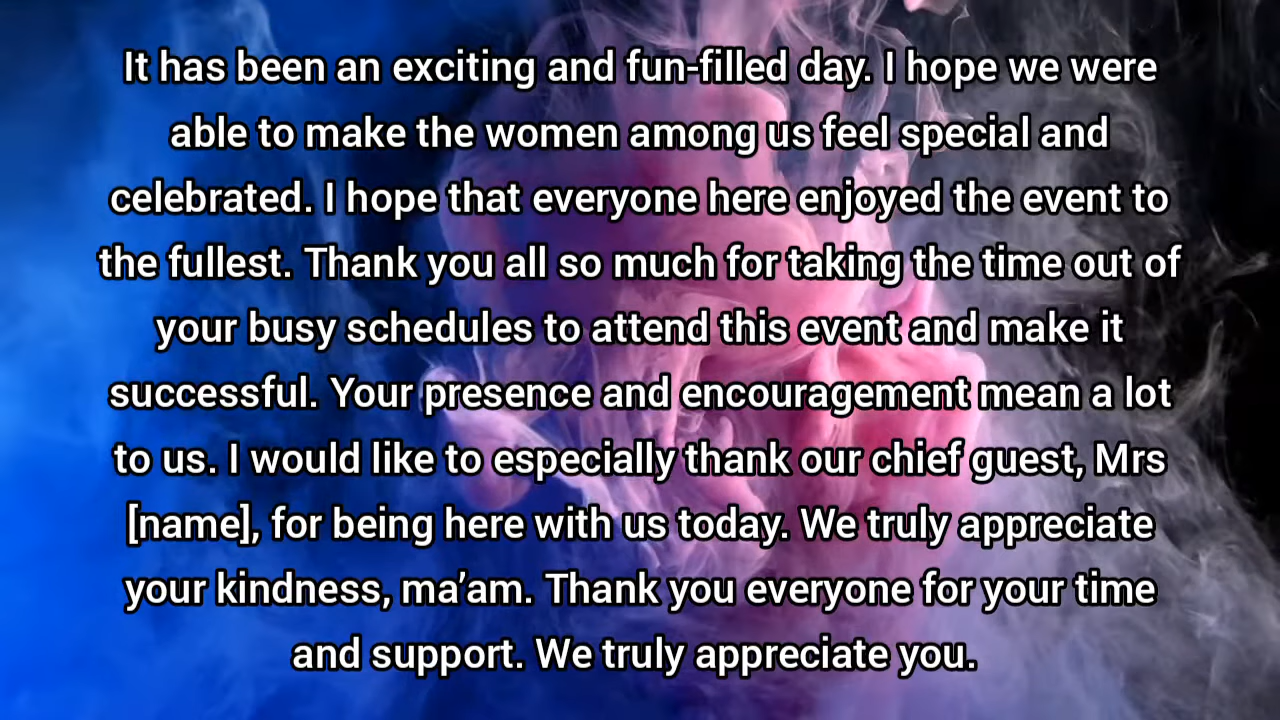 It has been an exciting and fun-filled day. I hope we were
able to make the women among us feel special and
celebrated. I hope that everyone here enjoyed the event to
the fullest. Thank you all so much for taking the time out of
your busy schedules to attend this event and make it
successful. Your presence and encouragement mean a lot
to us. I would like to especially thank our chief guest, Mrs
[name], for being here with us today. We truly appreciate
your kindness, ma’am. Thank you everyone for your time
and support. We truly appreciate you.